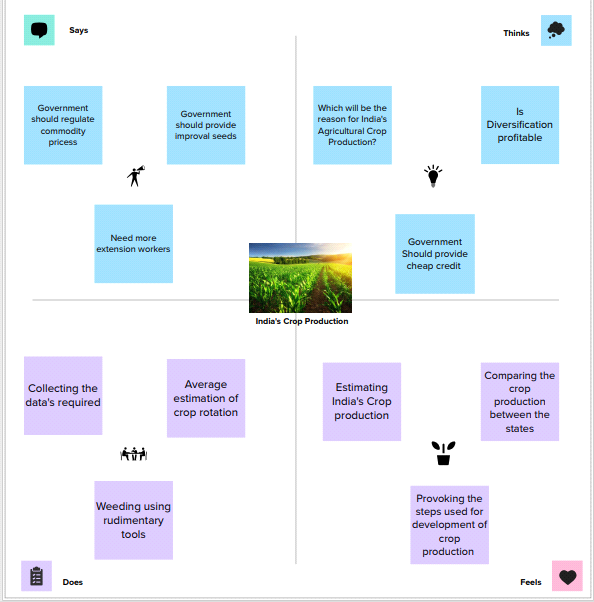 Says
Thinks
Government
should regulate
commodity
pricess
Government
should provide
improval seeds
Need more
extension workers
Which will be the
reason for India's
Agricultural Crop
Production?
Is
Diversification
profitable
Government
Should provide
cheap credit
India's Crop Production
Collecting the
data's required
Average
estimation of
crop rotation
Weeding using
rudimentary
tools
Estimating
India's Crop
production
Comparing the
crop
production
between the
states
Provoking the
steps used for
development of
crop
production
Does
Feels